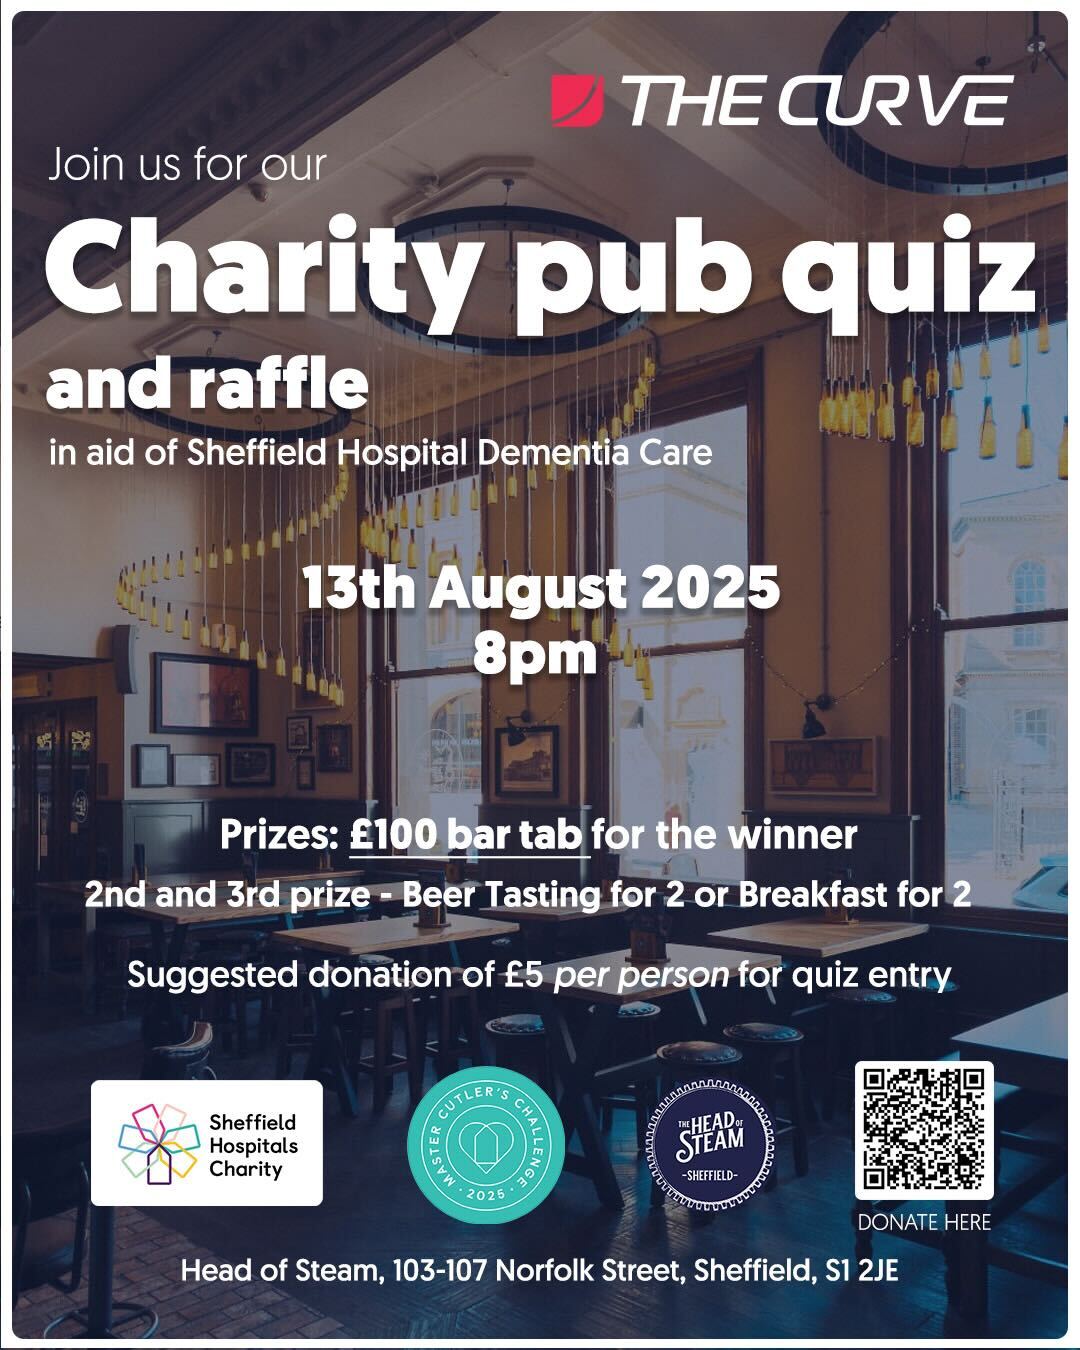 THE CURVE
Join us for our
Charity pub quiz
and raffle
in aid of Sheffield Hospital Dementia Care
13th August 2025
8pm
Prizes: £100 bar tab for the winner
2nd and 3rd prize - Beer Tasting for 2 or Breakfast for 2
Suggested donation of £5 per person for quiz entry
Sheffield
Hospitals
Charity
MASTER CUTLER'S CHALLENGE
· 2025 ·
THE HEAD OF
STEAM
-SHEFFIELD-
DONATE HERE
Head of Steam, 103-107 Norfolk Street, Sheffield, S1 2JE